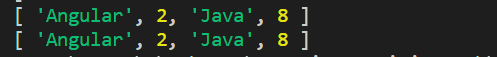 [ 'Angular', 2, 'Java', 8 ]
[ 'Angular', 2, 'Java', 8 ]